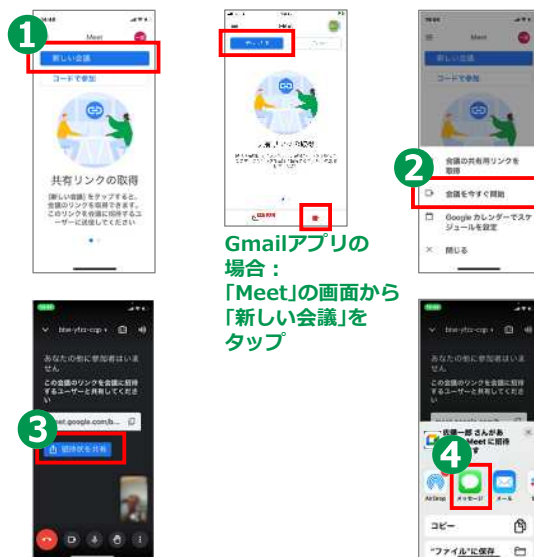 1
Meet
新しい会議
コードで参加
共有リンクの取得
[新しい会議] をタップすると、
会議のリンクを取得できます。
このリンクを会議に招待するユ
ーザーに送信してください
Gmailアプリの
場合：
「Meet」の画面から
「新しい会議」を
タップ
Meet
新しい会議
コードで参加
2
会議の共有用リンクを
取得
会議を今すぐ開始
Google カレンダーでスケ
ジュールを設定
閉じる
あなたの他に参加者はいま
せん
この会議のリンクを会議に招待
するユーザーと共有してくださ
い
3
招待状を共有
あなたの他に参加者はいま
せん
この会議のリンクを会議に招待
するユーザーと共有してくださ
い
佐藤一郎 さんがあ
Meet に招待
す
4
AirDrop
メッセージ
メール
コピー
"ファイル"に保存